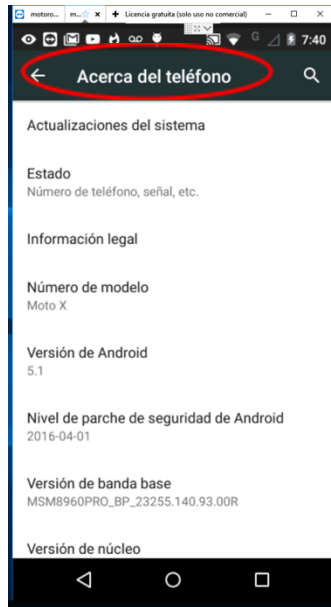 motoro... m... Licencia gratuita (solo uso no comercial)
G 7:40
Acerca del teléfono
Actualizaciones del sistema
Estado
Número de teléfono, señal, etc.
Información legal
Número de modelo
Moto X
Versión de Android
5.1
Nivel de parche de seguridad de Android
2016-04-01
Versión de banda base
MSM8960PRO_BP_23255.140.93.00R
Versión de núcleo